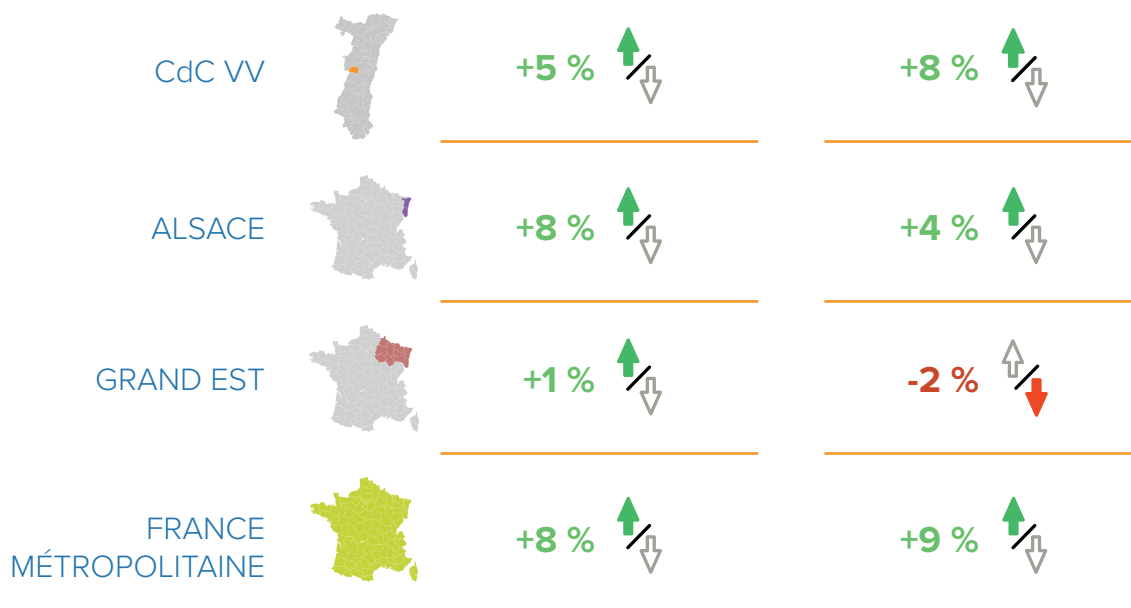 CdC VV
+5 %
+8 %
ALSACE
+8 %
+4 %
GRAND EST
+1 %
-2 %
FRANCE
MÉTROPOLITAINE
+8 %
+9 %